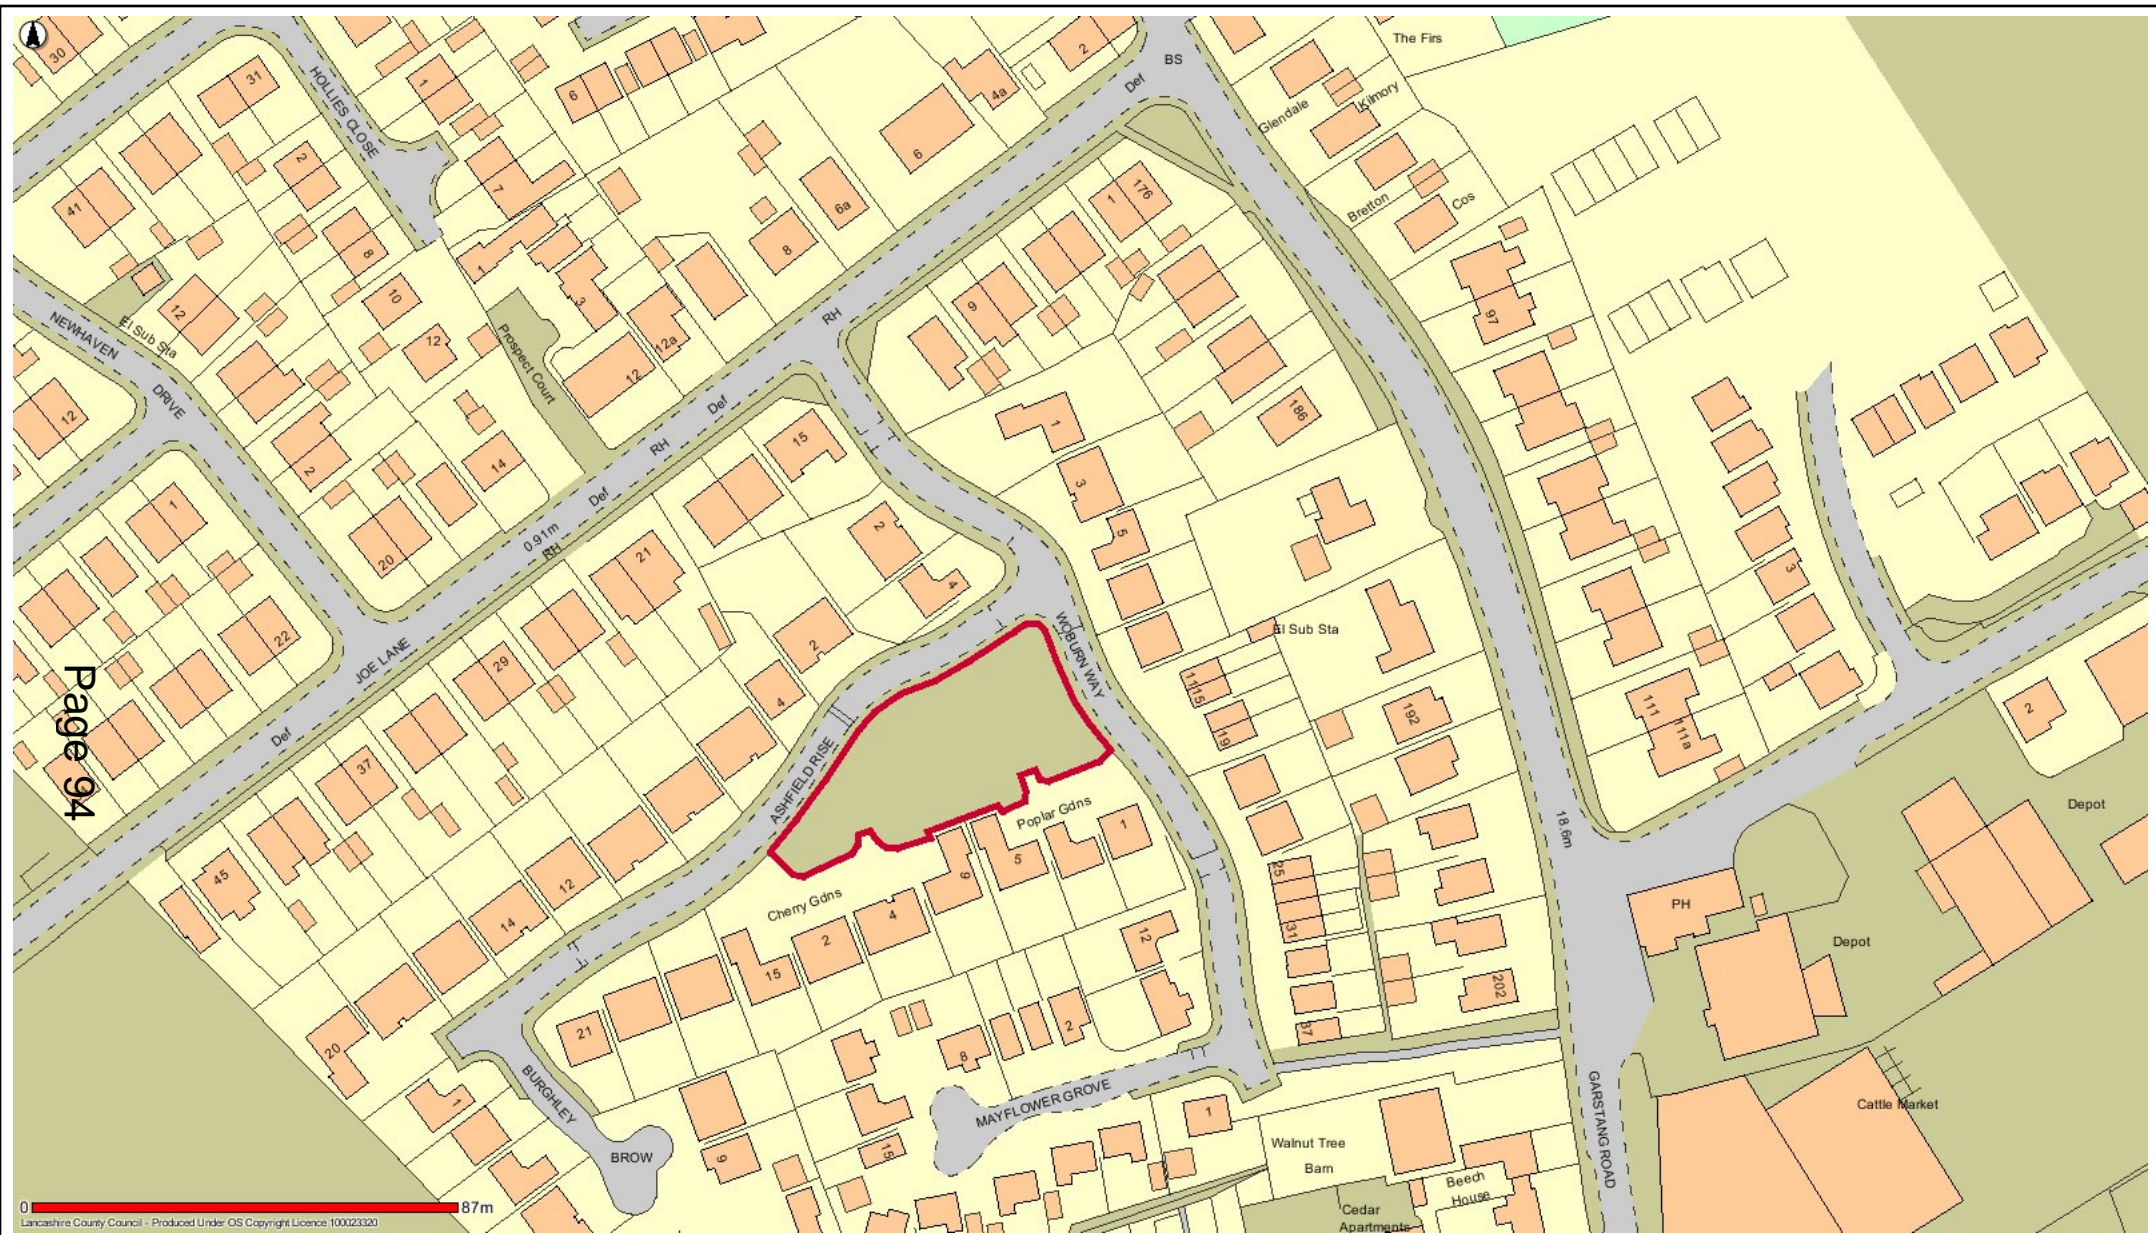 30
31
HOLLIES CLOSE
1
6
2
4a
Def
BS
The Firs
Glendale
Kilmory
Bretton
Cos
41
2
8
7
6
6a
8
1
176
12
El Sub Sta
NEWHAVEN
DRIVE
10
12
1
3
Prospect Court
12a
12
RH
9
97
12
2
14
20
Def
RH
Def
0.91m
RH
15
1
3
5
186
1
22
21
2
4
2
4
WOBURN WAY
El Sub Sta
3
JOE LANE
29
Def
37
45
ASHFIELD RISE
Poplar Gdns
Cherry Gdns
1
5
9
4
2
15
1115
19
192
111
111a
2
Depot
18.6m
PH
Depot
25
31
37
202
12
14
12
20
21
8
2
MAYFLOWER GROVE
1
BURGHLEY
BROW
1
9
15
GARSTANG ROAD
Cattle Market
Walnut Tree
Barn
Beech
House
Cedar
Apartments
Page 94
0
87m
Lancashire County Council - Produced Under OS Copyright Licence 100023320